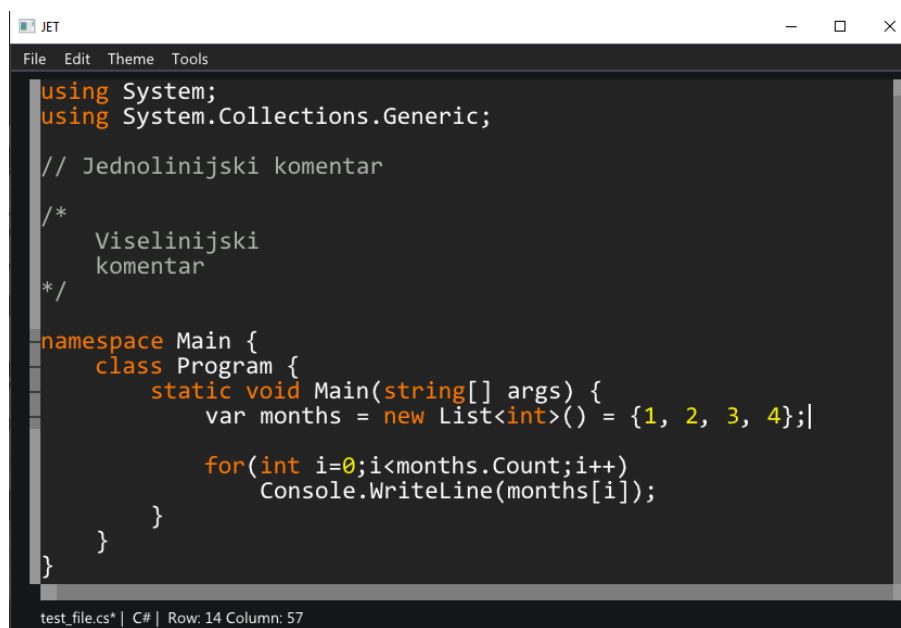 JET
File Edit Theme Tools
using System;
using System.Collections.Generic;

// Jednolinijski komentar

/*
    Viselinijski
    komentar
*/

namespace Main {
    class Program {
        static void Main(string[] args) {
            var months = new List<int>() = {1, 2, 3, 4};

            for(int i=0;i<months.Count;i++)
                Console.WriteLine(months[i]);
        }
    }
}
test_file.cs* | C# | Row: 14 Column: 57